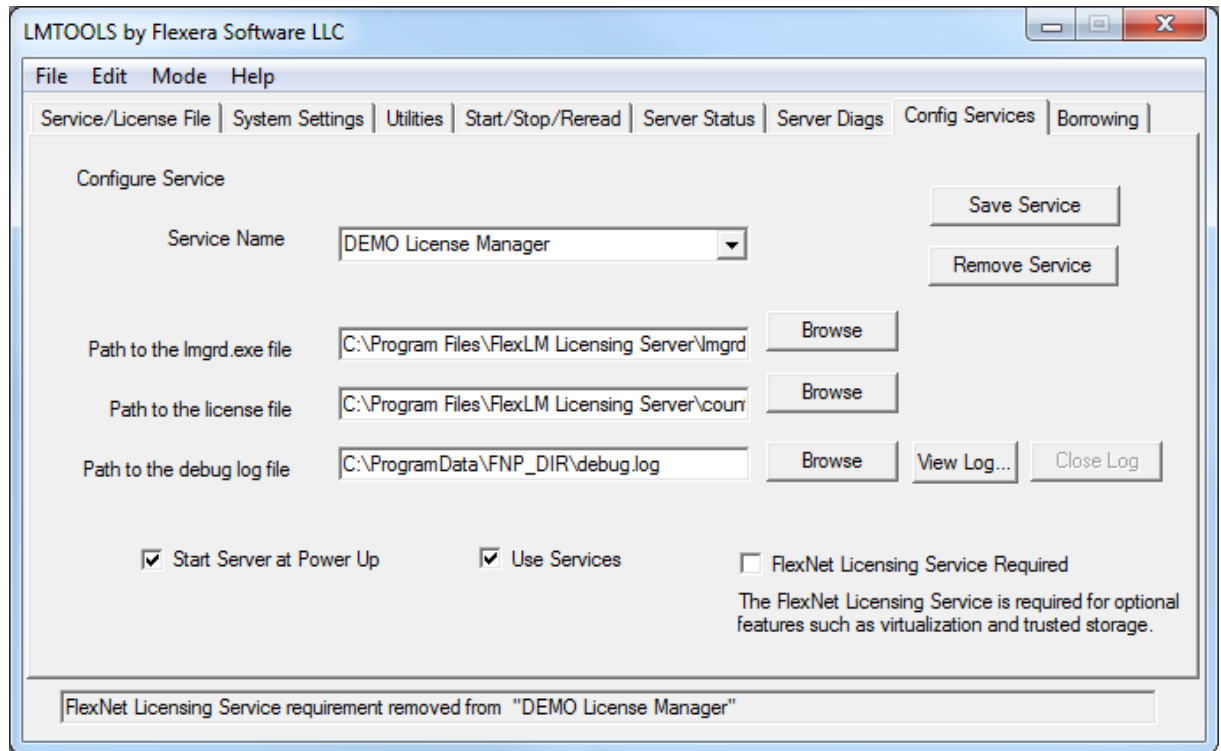 LMTOOLS by Flexera Software LLC
File Edit Mode Help
Service/License File System Settings Utilities Start/Stop/Reread Server Status Server Diags Config Services Borrowing
Configure Service
Save Service
Service Name DEMO License Manager
Remove Service
Path to the lmgrd.exe file C:\Program Files\FlexLM Licensing Server\lmgrd Browse
Path to the license file C:\Program Files\FlexLM Licensing Server\coun Browse
Path to the debug log file C:\ProgramData\FNP_DIR\debug.log Browse View Log... Close Log
Start Server at Power Up Use Services FlexNet Licensing Service Required
The FlexNet Licensing Service is required for optional
features such as virtualization and trusted storage.
FlexNet Licensing Service requirement removed from "DEMO License Manager"